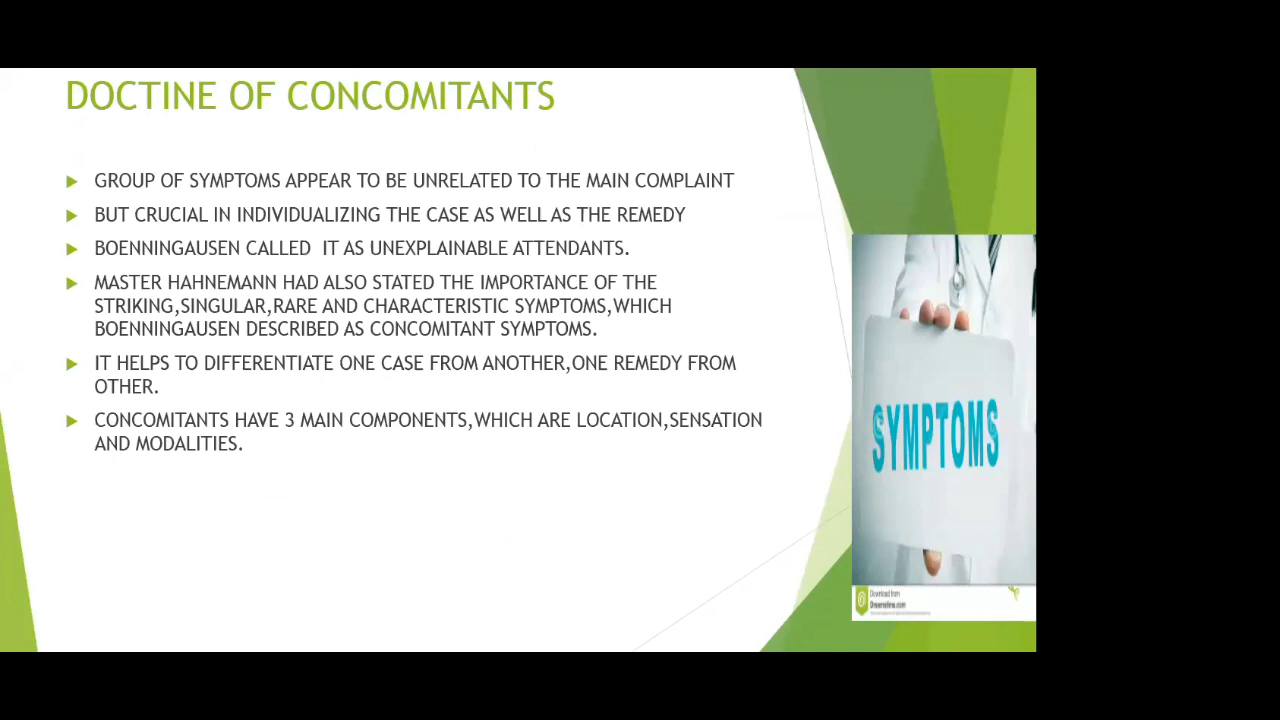 DOCTINE OF CONCOMITANTS
GROUP OF SYMPTOMS APPEAR TO BE UNRELATED TO THE MAIN COMPLAINT
BUT CRUCIAL IN INDIVIDUALIZING THE CASE AS WELL AS THE REMEDY
BOENNINGAUSEN CALLED IT AS UNEXPLAINABLE ATTENDANTS.
MASTER HAHNEMANN HAD ALSO STATED THE IMPORTANCE OF THE
STRIKING,SINGULAR,RARE AND CHARACTERISTIC SYMPTOMS,WHICH
BOENNINGAUSEN DESCRIBED AS CONCOMITANT SYMPTOMS.
IT HELPS TO DIFFERENTIATE ONE CASE FROM ANOTHER,ONE REMEDY FROM
OTHER.
CONCOMITANTS HAVE 3 MAIN COMPONENTS,WHICH ARE LOCATION,SENSATION
AND MODALITIES.
SYMPTOMS
Download from
Dreamstime.com